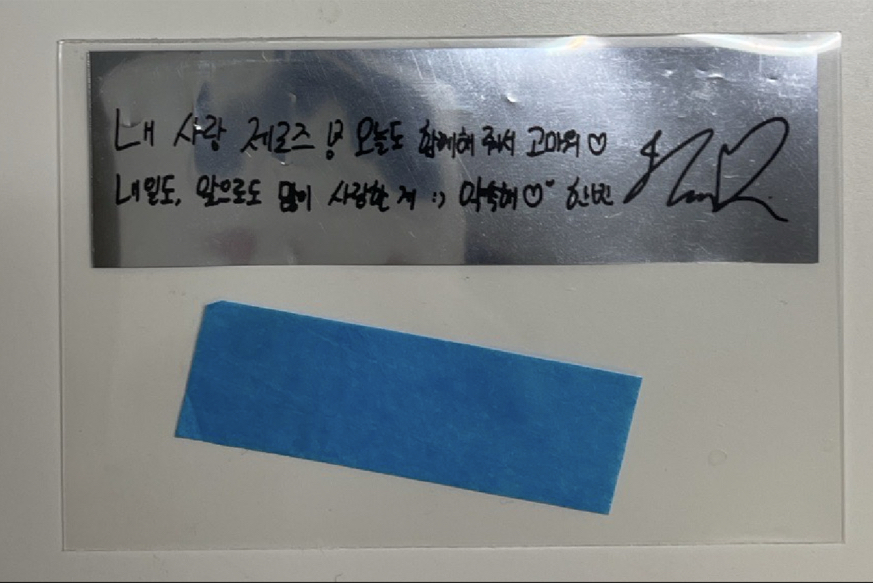 내 사랑 제로즈 오늘도 함께해 줘서 고마워 ♡
내일도, 앞으로도 많이 사랑할게 :) 약속해♡ 한빈